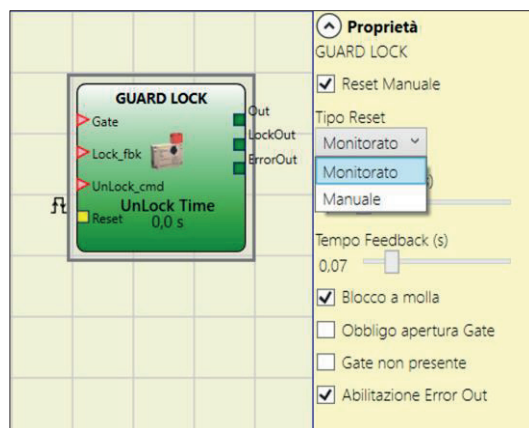 GUARD LOCK
Gate
Lock_fbk
UnLock_cmd
Reset
Out
LockOut
ErrorOut
UnLock Time
0,0 s
Proprietà
GUARD LOCK
Reset Manuale
Tipo Reset
Monitorato
Monitorato
Manuale
Tempo Feedback (s)
0,07
Blocco a molla
Obbligo apertura Gate
Gate non presente
Abilitazione Error Out